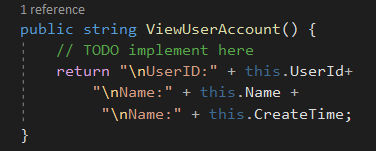 1 reference
public string ViewUserAccount() {
// TODO implement here
return "\nUserID:" + this.UserId+
"\nName:" + this.Name +
"\nName:" + this.CreateTime;
}